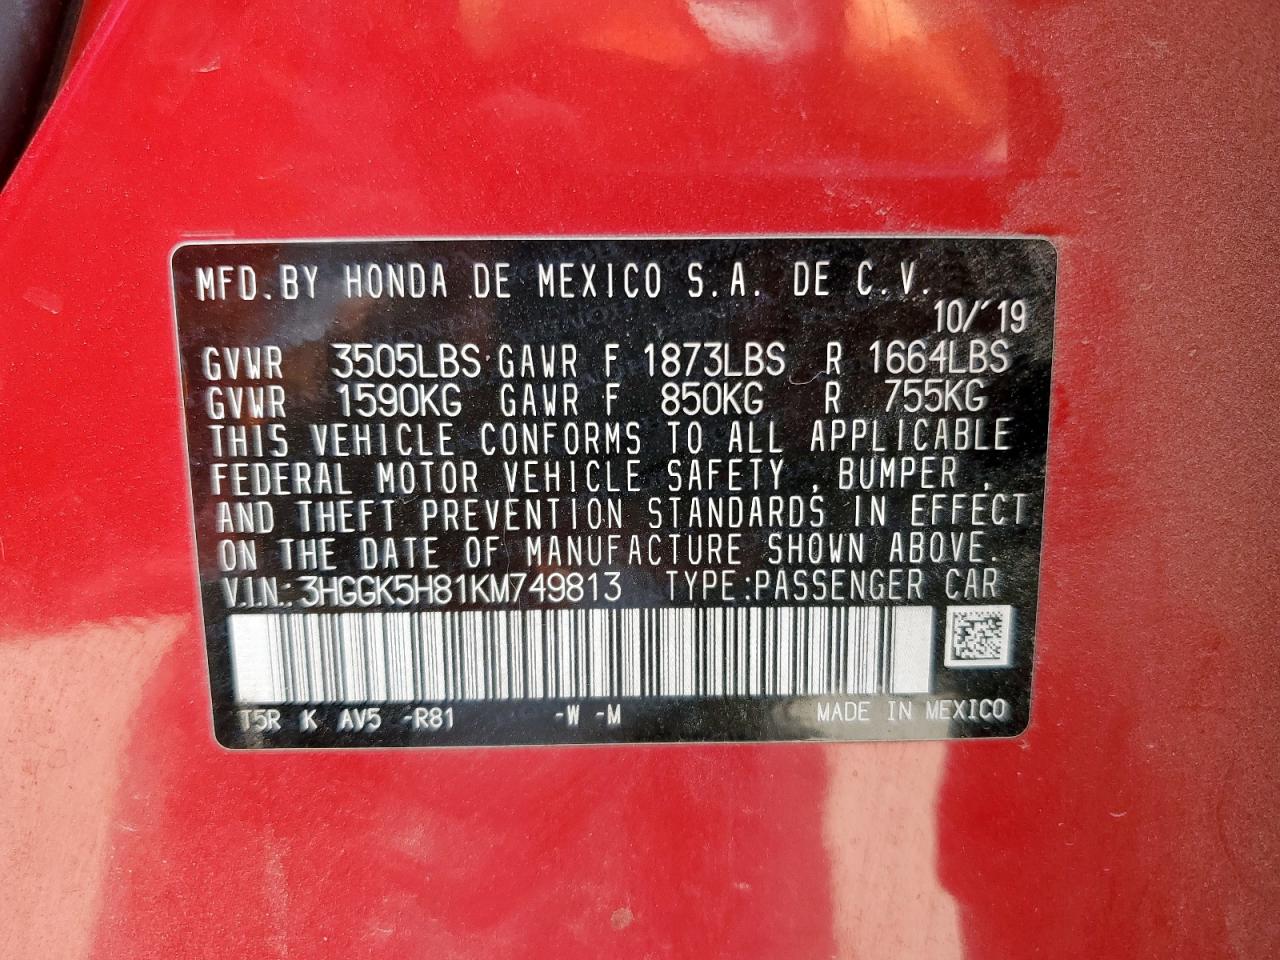 MFD. BY HONDA DE MEXICO S.A. DE C.V.
10/'19
GVWR 3505LBS GAWR F 1873LBS R 1664LBS
GVWR 1590KG GAWR F 850KG R 755KG
THIS VEHICLE CONFORMS TO ALL APPLICABLE
FEDERAL MOTOR VEHICLE SAFETY , BUMPER ,
AND THEFT PREVENTION STANDARDS IN EFFECT
ON THE DATE OF MANUFACTURE SHOWN ABOVE.
V.I.N.: 3HGGK5H81KM749813 TYPE:PASSENGER CAR
T5R K AV5 -R81 -W -M MADE IN MEXICO